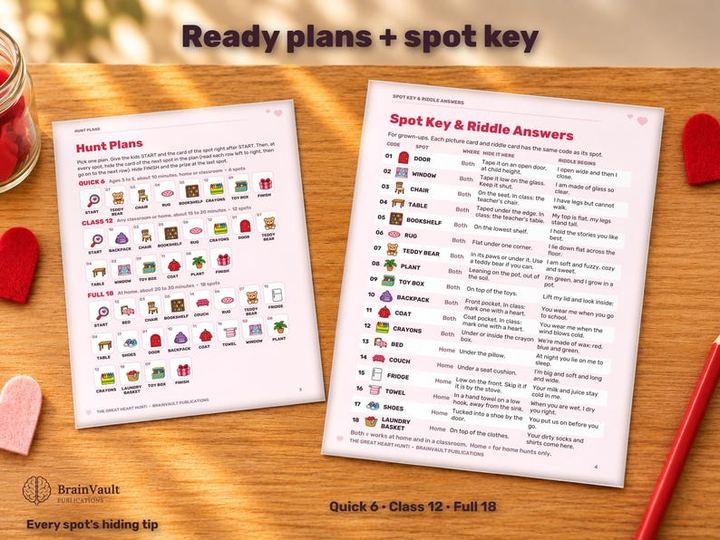 Ready plans + spot key
HUNT PLANS
Hunt Plans
Pick one plan. Give the kids START and the card of the spot right after START. Then, at
every spot, hide the card of the next spot in the plan (read each row left to right, then
go on to the next row). Hide FINISH and the prize at the last spot.
QUICK 6 Ages 3 to 5, about 10 minutes, home or classroom • 6 spots
START TEDDY BEAR CHAIR RUG BOOKSHELF CRAYONS TOY BOX FINISH
CLASS 12 Any classroom or home, about 15 to 20 minutes • 12 spots
START BACKPACK CHAIR BOOKSHELF RUG CRAYONS DOOR TEDDY BEAR
TABLE WINDOW TOY BOX COAT PLANT FINISH
FULL 18 At home, about 20 to 30 minutes • 18 spots
START BED CHAIR BOOKSHELF COUCH RUG TEDDY BEAR FRIDGE
TABLE SHOES DOOR BACKPACK COAT TOWEL WINDOW PLANT
CRAYONS LAUNDRY BASKET TOY BOX FINISH
THE GREAT HEART HUNT! • BRAINVAULT PUBLICATIONS
SPOT KEY & RIDDLE ANSWERS
Spot Key & Riddle Answers
For grown-ups. Each picture card and riddle card has the same code as its spot.
CODE SPOT WHERE HIDE IT HERE RIDDLE BEGINS
01 DOOR Both Tape it on an open door, at child height. I open wide and then I close.
02 WINDOW Both Tape it low on the glass. Keep it shut. I am made of glass so clear.
03 CHAIR Both On the seat. In class: the teacher's chair. I have legs but cannot walk.
04 TABLE Both Taped under the edge. In class: the teacher's table. My top is flat, my legs stand tall.
05 BOOKSHELF Both On the lowest shelf. I hold the stories you like best.
06 RUG Both Flat under one corner. I lie down flat across the floor.
07 TEDDY BEAR Both In its paws or under it. Use a teddy bear if you can. I am soft and fuzzy, cozy and sweet.
08 PLANT Both Leaning on the pot, out of the soil. I'm green, and I grow in a pot.
09 TOY BOX Both On top of the toys. Lift my lid and look inside:
10 BACKPACK Both Front pocket. In class: mark one with a heart. You wear me when you go to school.
11 COAT Both Coat pocket. In class: mark one with a heart. You wear me when the wind blows cold.
12 CRAYONS Both Under or inside the crayon box. We're made of wax: red, blue and green.
13 BED Home Under the pillow. At night you lie on me to sleep.
14 COUCH Home Under a seat cushion. I'm big and soft and long and wide.
15 FRIDGE Home Low on the front. Skip it if it is by the stove. Your milk and juice stay cold in me.
16 TOWEL Home In a hand towel on a low hook, away from the sink. When you are wet, I dry you right.
17 SHOES Home Tucked into a shoe by the door. You put us on before you go.
18 LAUNDRY BASKET Home On top of the clothes. Your dirty socks and shirts come here.
Both = works at home and in a classroom. Home = for home hunts only.
THE GREAT HEART HUNT! • BRAINVAULT PUBLICATIONS
4
BrainVault
PUBLICATIONS
Quick 6 • Class 12 • Full 18
Every spot's hiding tip